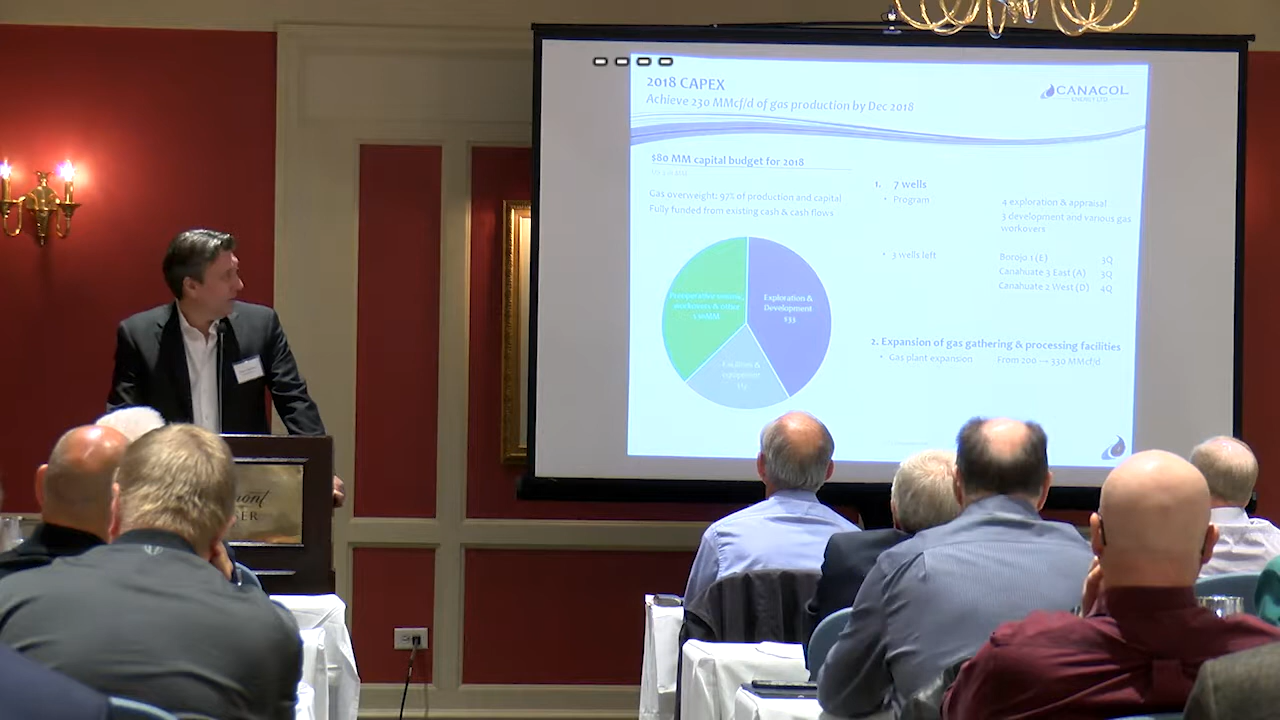 2018 CAPEX
Achieve 230 MMcf/d of gas production by Dec 2018
CANACOL
ENERGY LTD
$80 MM capital budget for 2018
Gas overweight: 97% of production and capital
Fully funded from existing cash & cash flows
1. 7 wells
• Program
4 exploration & appraisal
3 development and various gas
workovers
• 3 wells left
Borojo 1 (E) 3Q
Canahuate 3 East (A) 3Q
Canahuate 2 West (D) 4Q
workovers & other
Exploration &
Development
Facilities &
equipment
2. Expansion of gas gathering & processing facilities
• Gas plant expansion From 200 → 330 MMcf/d